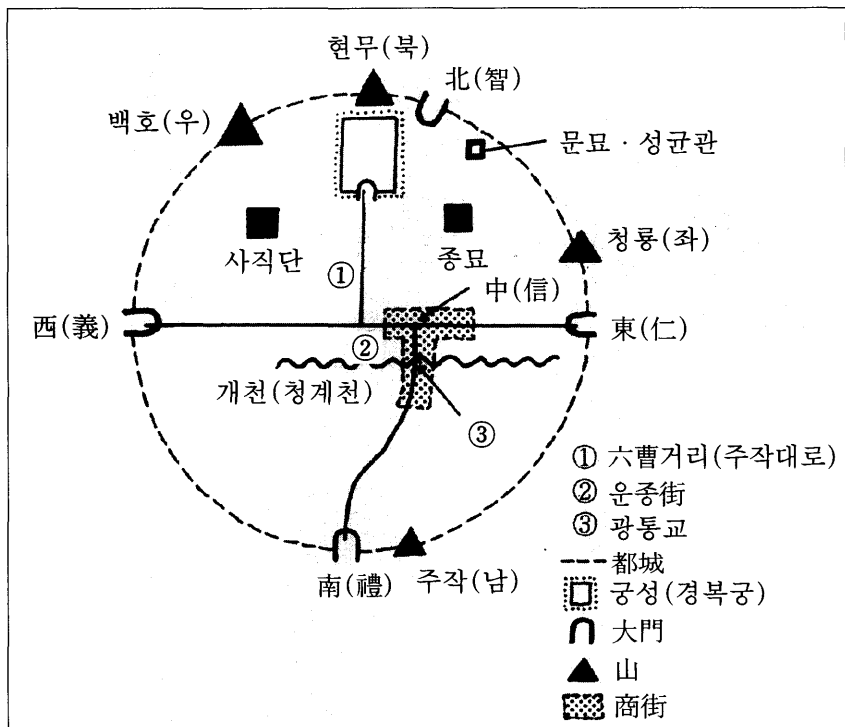 현무(북)
北(智)
백호(우)
문묘 · 성균관
청룡(좌)
사직단
종묘
①
中(信)
西(義)
東(仁)
②
개천(청계천)
③
南(禮)
주작(남)
① 六曹거리(주작대로)
② 운종街
③ 광통교
都城
궁성(경복궁)
大門
山
商街